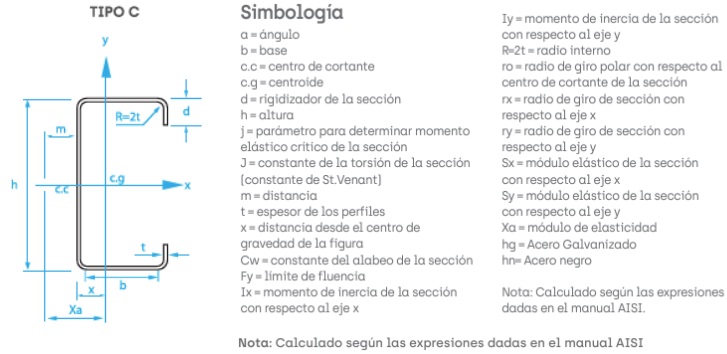 TIPO C
y
R=2t
d
m
h
c.g
c.c
x
t
x
b
Xa
Simbología
a = ángulo
b = base
c.c = centro de cortante
c.g = centroide
d = rigidizador de la sección
h = altura
j = parámetro para determinar momento
elástico crítico de la sección
J = constante de la torsión de la sección
(constante de St.Venant)
m = distancia
t = espesor de los perfiles
x = distancia desde el centro de
gravedad de la figura
Cw = constante del alabeo de la sección
Fy = límite de fluencia
Ix = momento de inercia de la sección
con respecto al eje x
Iy = momento de inercia de la sección
con respecto al eje y
R=2t = radio interno
ro = radio de giro polar con respecto al
centro de cortante de la sección
rx = radio de giro de sección con
respecto al eje x
ry = radio de giro de sección con
respecto al eje y
Sx = módulo elástico de la sección
con respecto al eje x
Sy = módulo elástico de la sección
con respecto al eje y
Xa = módulo de elasticidad
hg = Acero Galvanizado
hn= Acero negro
Nota: Calculado según las expresiones
dadas en el manual AISI.
Nota: Calculado según las expresiones dadas en el manual AISI